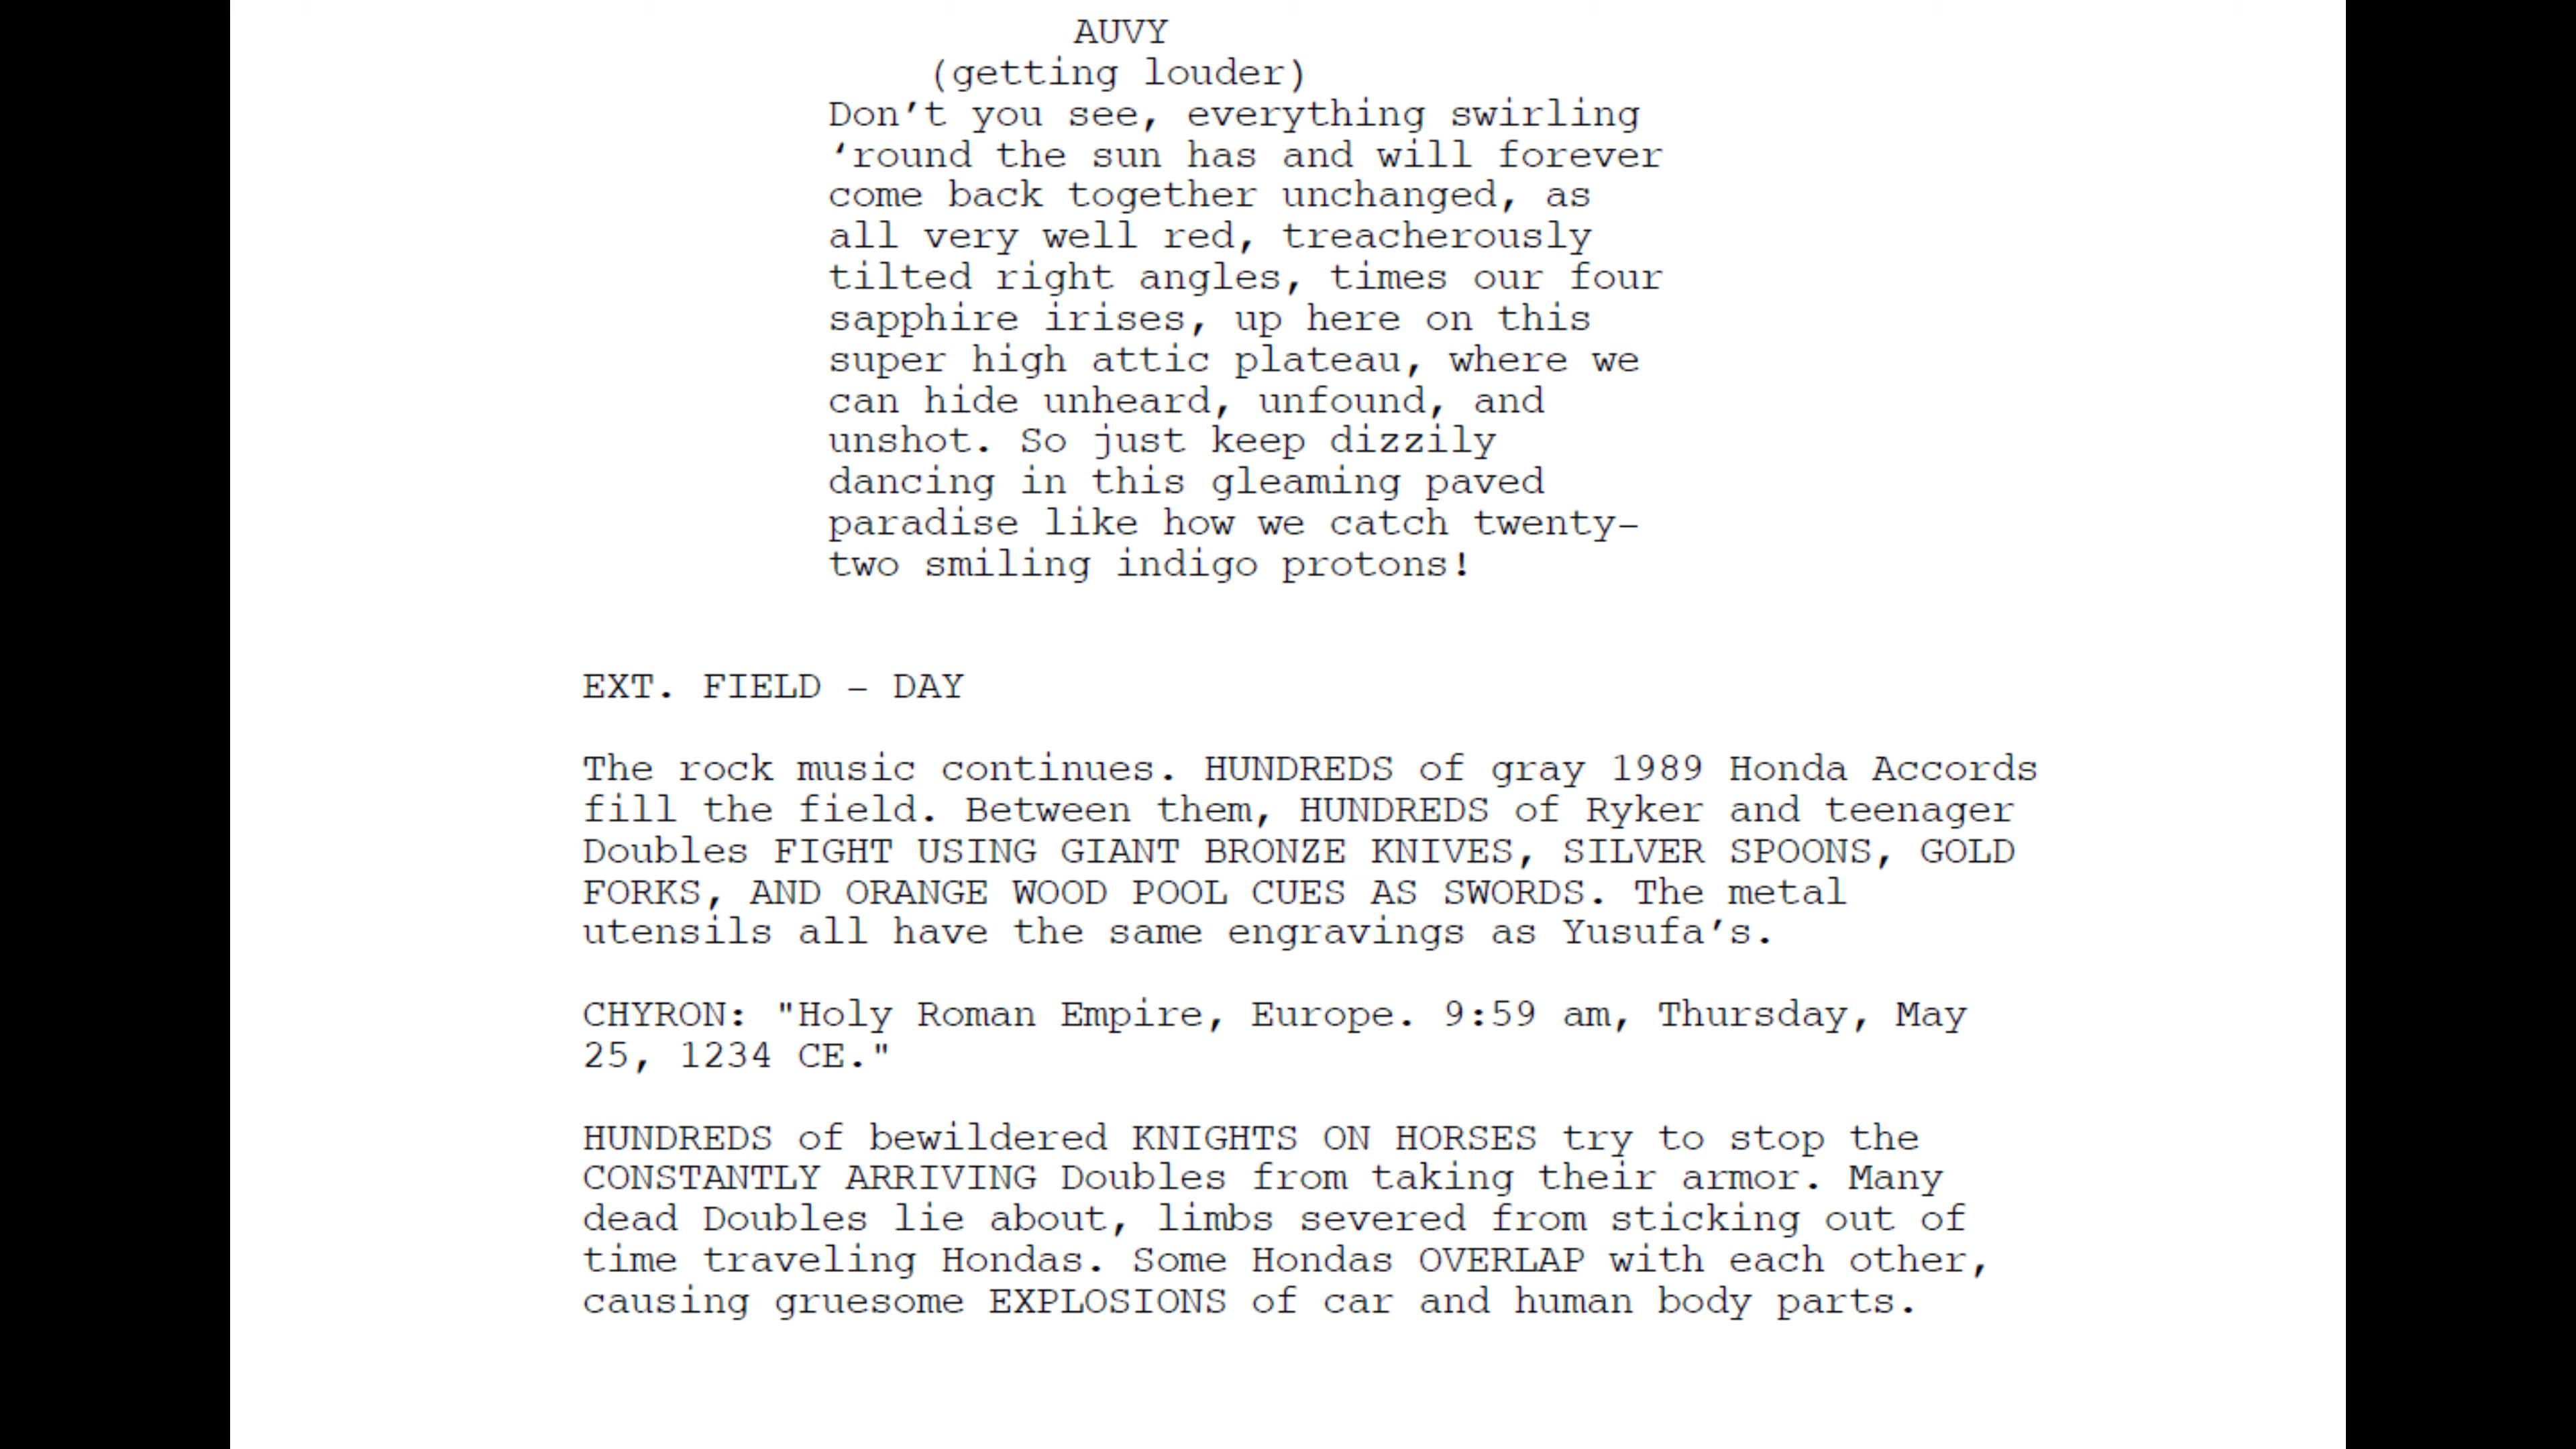 AUVY
(getting louder)
Don’t you see, everything swirling
‘round the sun has and will forever
come back together unchanged, as
all very well red, treacherously
tilted right angles, times our four
sapphire irises, up here on this
super high attic plateau, where we
can hide unheard, unfound, and
unshot. So just keep dizzily
dancing in this gleaming paved
paradise like how we catch twenty-
two smiling indigo protons!
EXT. FIELD - DAY
The rock music continues. HUNDREDS of gray 1989 Honda Accords
fill the field. Between them, HUNDREDS of Ryker and teenager
Doubles FIGHT USING GIANT BRONZE KNIVES, SILVER SPOONS, GOLD
FORKS, AND ORANGE WOOD POOL CUES AS SWORDS. The metal
utensils all have the same engravings as Yusufa’s.
CHYRON: "Holy Roman Empire, Europe. 9:59 am, Thursday, May
25, 1234 CE."
HUNDREDS of bewildered KNIGHTS ON HORSES try to stop the
CONSTANTLY ARRIVING Doubles from taking their armor. Many
dead Doubles lie about, limbs severed from sticking out of
time traveling Hondas. Some Hondas OVERLAP with each other,
causing gruesome EXPLOSIONS of car and human body parts.